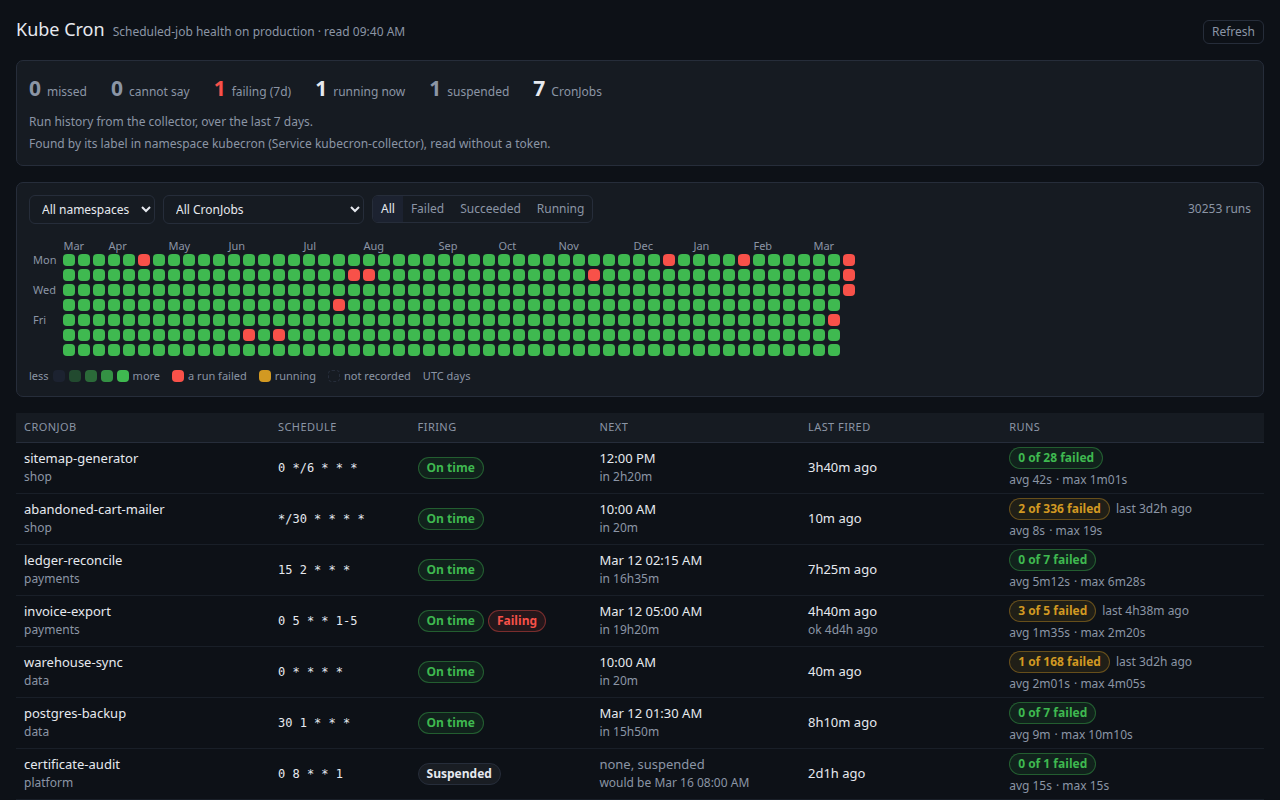 Kube Cron Scheduled-job health on production · read 09:40 AM Refresh
0 missed 0 cannot say 1 failing (7d) 1 running now 1 suspended 7 CronJobs
Run history from the collector, over the last 7 days.
Found by its label in namespace kubecron (Service kubecron-collector), read without a token.
All namespaces All CronJobs All Failed Succeeded Running 30253 runs
Mar Apr May Jun Jul Aug Sep Oct Nov Dec Jan Feb Mar
Mon
Wed
Fri
less more a run failed running not recorded UTC days
CRONJOB SCHEDULE FIRING NEXT LAST FIRED RUNS
sitemap-generator 0 */6 * * * On time 12:00 PM 3h40m ago 0 of 28 failed
shop in 2h20m avg 42s · max 1m01s
abandoned-cart-mailer */30 * * * * On time 10:00 AM 10m ago 2 of 336 failed last 3d2h ago
shop in 20m avg 8s · max 19s
ledger-reconcile 15 2 * * * On time Mar 12 02:15 AM 7h25m ago 0 of 7 failed
payments in 16h35m avg 5m12s · max 6m28s
invoice-export 0 5 * * 1-5 On time Failing Mar 12 05:00 AM 4h40m ago 3 of 5 failed last 4h38m ago
payments in 19h20m ok 4d4h ago avg 1m35s · max 2m20s
warehouse-sync 0 * * * * On time 10:00 AM 40m ago 1 of 168 failed last 3d2h ago
data in 20m avg 2m01s · max 4m05s
postgres-backup 30 1 * * * On time Mar 12 01:30 AM 8h10m ago 0 of 7 failed
data in 15h50m avg 9m · max 10m10s
certificate-audit 0 8 * * 1 Suspended none, suspended 2d1h ago 0 of 1 failed
platform would be Mar 16 08:00 AM avg 15s · max 15s